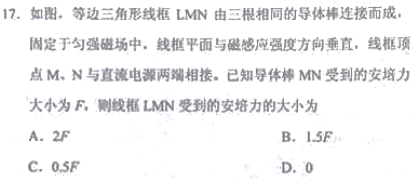 17. 如图，等边三角形线框 LMN 由三根相同的导体棒连接而成，
固定于匀强磁场中，线框平面与磁感应强度方向垂直，线框顶
点 M、N 与直流电源两端相接。已知导体棒 MN 受到的安培力
大小为 F，则线框 LMN 受到的安培力的大小为
A. 2F B. 1.5F
C. 0.5F D. 0